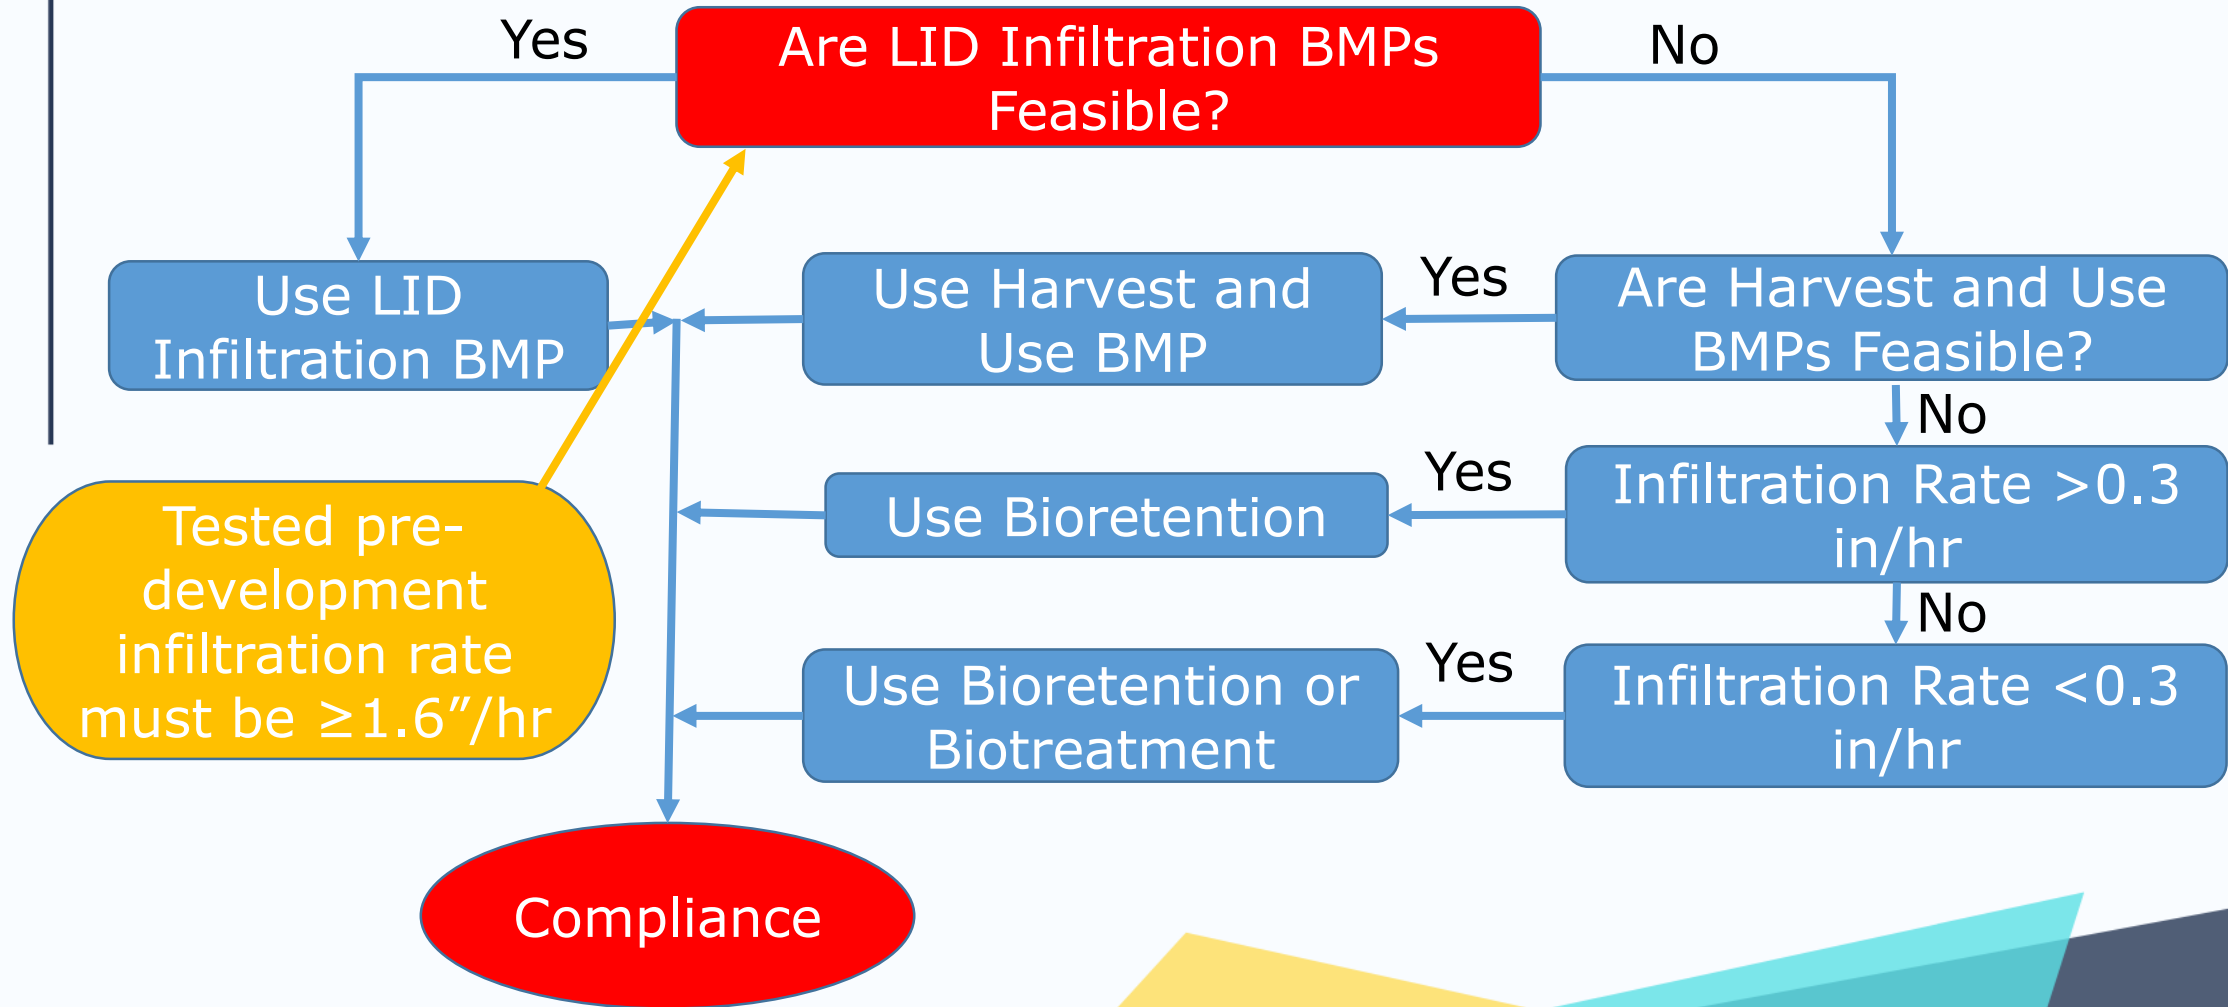 Yes
Are LID Infiltration BMPs
Feasible?
No
Use LID
Infiltration BMP
Use Harvest and
Use BMP
Yes
Are Harvest and Use
BMPs Feasible?
No
Tested pre-
development
infiltration rate
must be ≥1.6″/hr
Use Bioretention
Yes
Infiltration Rate >0.3
in/hr
No
Use Bioretention or
Biotreatment
Yes
Infiltration Rate <0.3
in/hr
Compliance